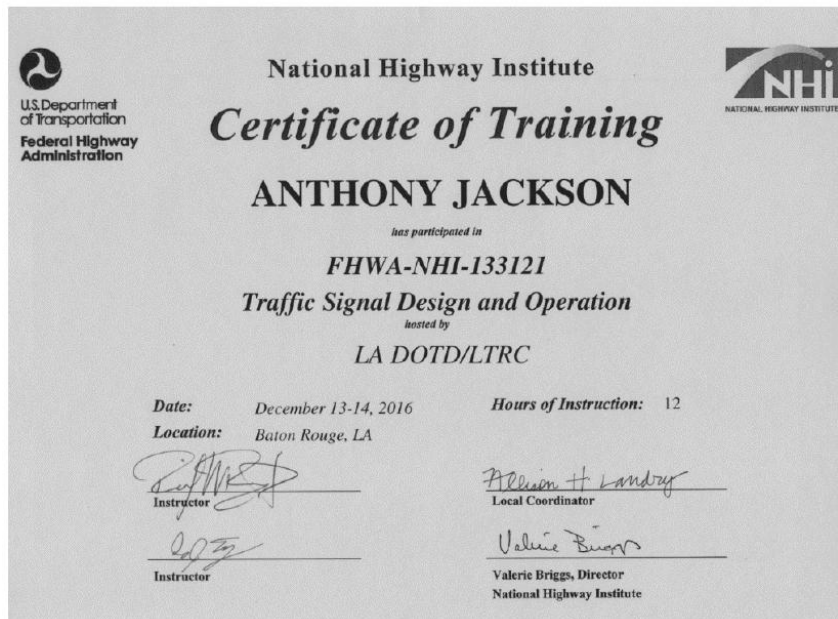 U.S. Department
of Transportation
Federal Highway
Administration
National Highway Institute
NHi
NATIONAL HIGHWAY INSTITUTE
Certificate of Training
ANTHONY JACKSON
has participated in
FHWA-NHI-133121
Traffic Signal Design and Operation
hosted by
LA DOTD/LTRC
Date: December 13-14, 2016
Hours of Instruction: 12
Location: Baton Rouge, LA
Instructor
Allison H Landry
Local Coordinator
Instructor
Valerie Briggs
Valerie Briggs, Director
National Highway Institute